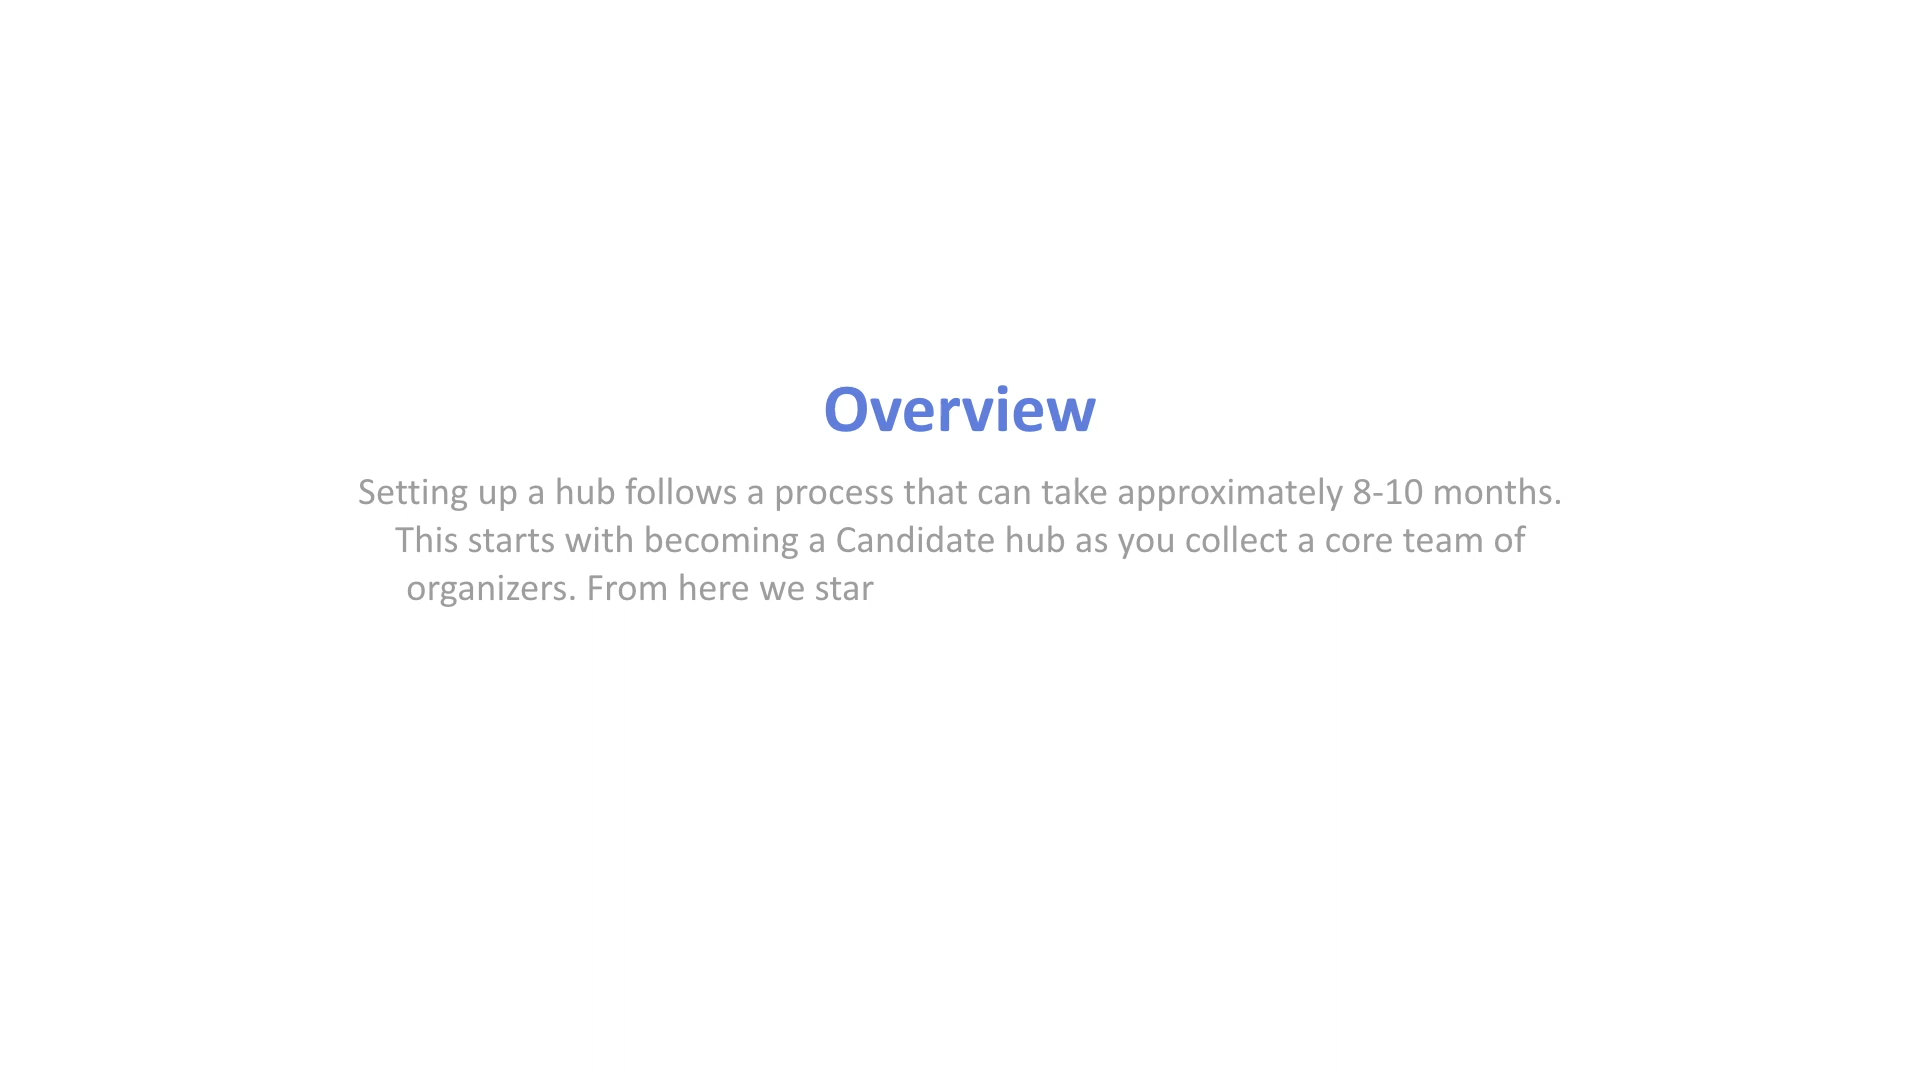 Overview
Setting up a hub follows a process that can take approximately 8-10 months.
This starts with becoming a Candidate hub as you collect a core team of
organizers. From here we star